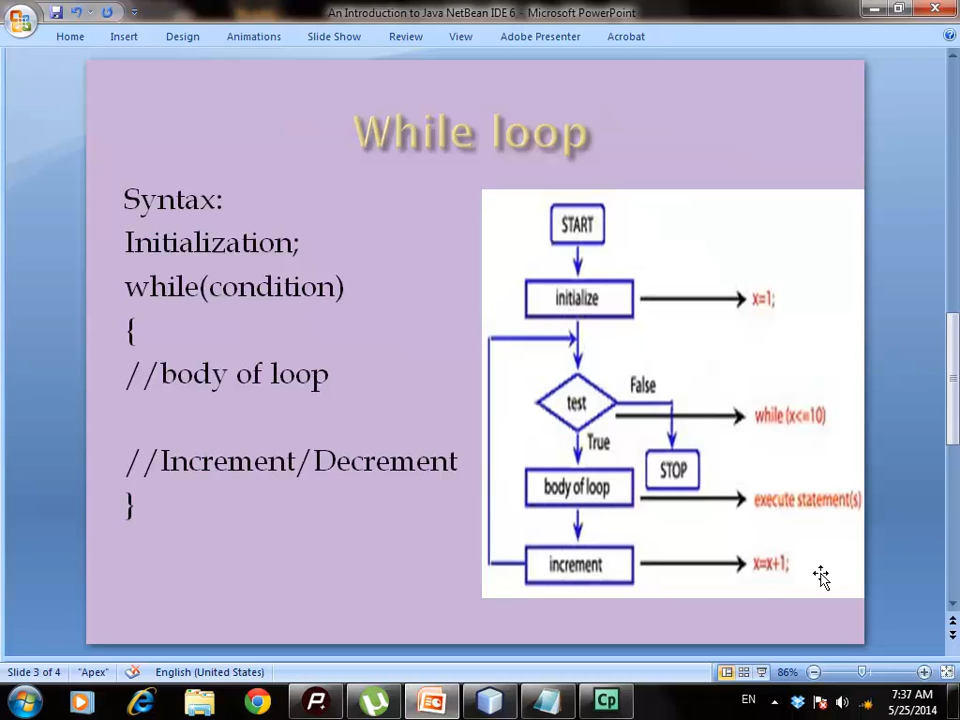 An Introduction to Java NetBean IDE 6 - Microsoft PowerPoint
Home Insert Design Animations Slide Show Review View Adobe Presenter Acrobat
While loop
Syntax:
Initialization;
while(condition)
{
//body of loop
//Increment/Decrement
}
START
initialize
x=1;
test
False
while (x<=10)
True
STOP
body of loop
execute statement(s)
increment
x=x+1;
Slide 3 of 4 "Apex" English (United States) 86%
P Cp EN 7:37 AM
5/25/2014